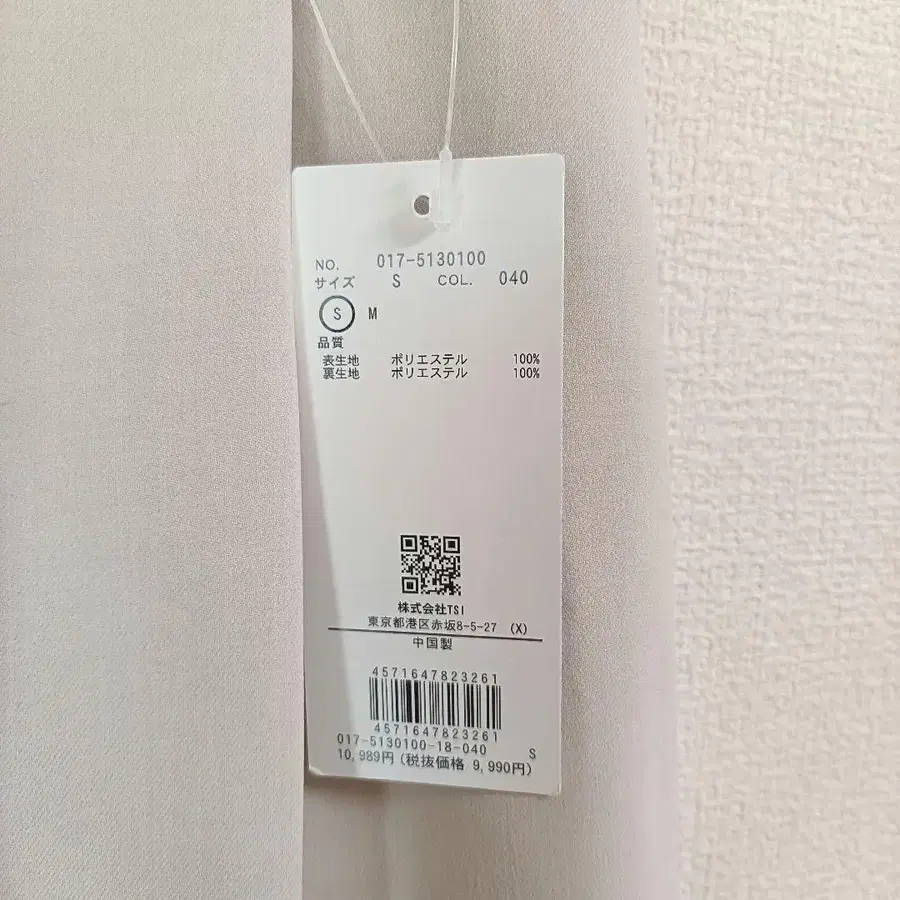 NO. 017-5130100
サイズ S COL. 040
S M
品質
表生地 ポリエステル 100%
裏生地 ポリエステル 100%
株式会社TSI
東京都港区赤坂8-5-27 (X)
中国製
4571647823261
4571647823261
017-5130100-18-040 S
10,989円(税抜価格 9,990円)